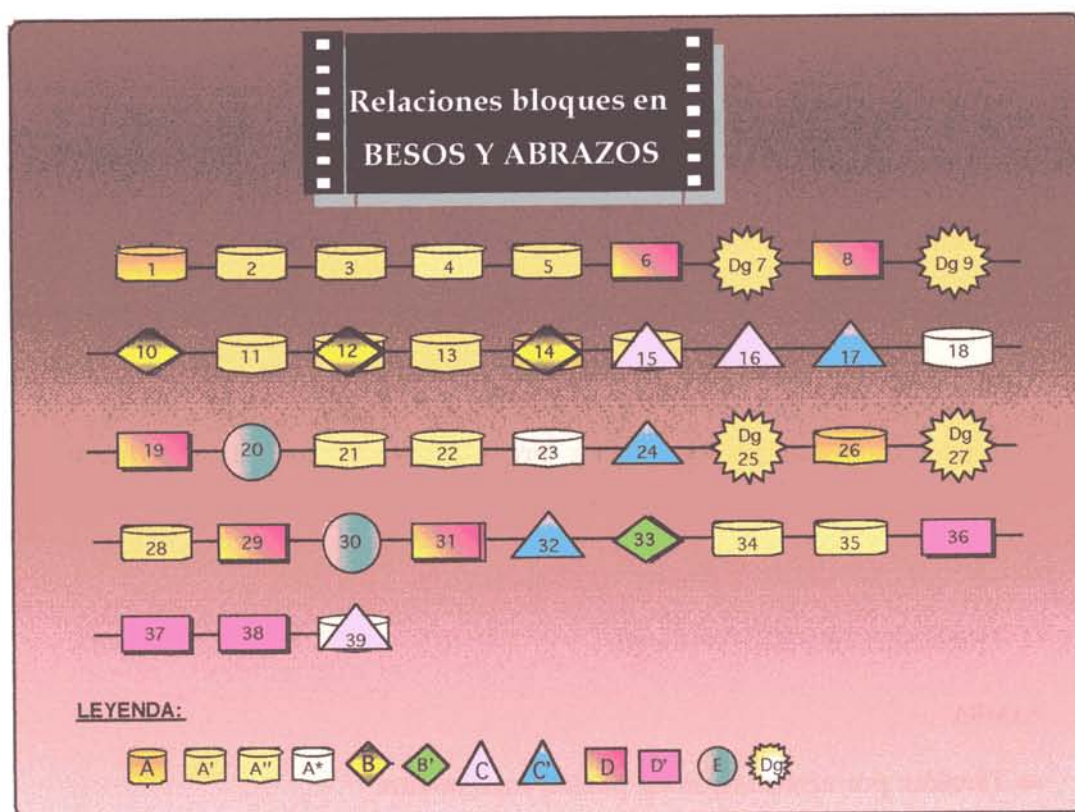 Relaciones bloques en
BESOS Y ABRAZOS
1 2 3 4 5 6 Dg 7 8 Dg 9
10 11 12 13 14 15 16 17 18
19 20 21 22 23 24 Dg 25 26 Dg 27
28 29 30 31 32 33 34 35 36
37 38 39
LEYENDA:
A A' A" A* B B' C C' D D' E Dg